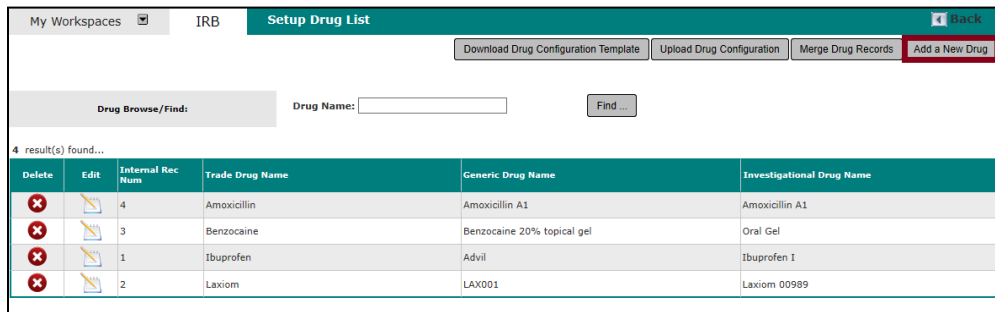 My Workspaces IRB Setup Drug List Back
Download Drug Configuration Template Upload Drug Configuration Merge Drug Records Add a New Drug
Drug Browse/Find: Drug Name: Find ...
4 result(s) found...
Delete Edit Internal Rec Num Trade Drug Name Generic Drug Name Investigational Drug Name
4 Amoxicillin Amoxicillin A1 Amoxicillin A1
3 Benzocaine Benzocaine 20% topical gel Oral Gel
1 Ibuprofen Advil Ibuprofen I
2 Laxiom LAX001 Laxiom 00989